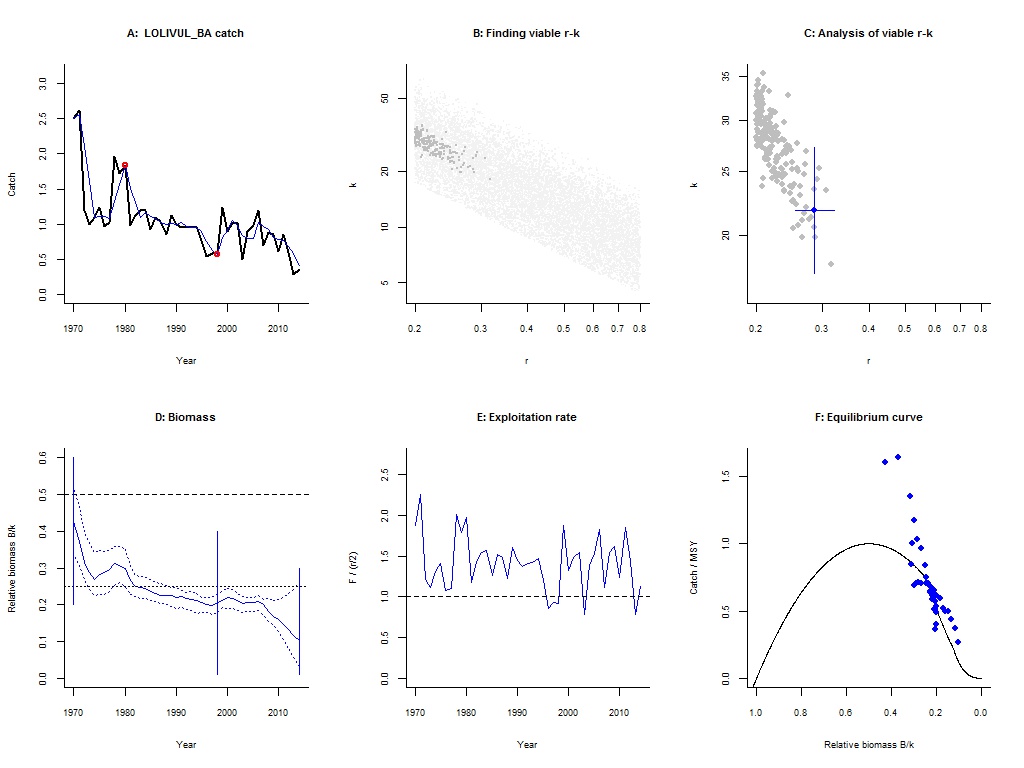 A: LOLIVUL_BA catch
Catch
3.0
2.5
2.0
1.5
1.0
0.5
0.0
1970 1980 1990 2000 2010
Year
B: Finding viable r-k
k
50
20
10
5
0.2 0.3 0.4 0.5 0.6 0.7 0.8
r
C: Analysis of viable r-k
k
35
30
25
20
0.2 0.3 0.4 0.5 0.6 0.7 0.8
r
D: Biomass
Relative biomass B/k
0.6
0.5
0.4
0.3
0.2
0.1
0.0
1970 1980 1990 2000 2010
Year
E: Exploitation rate
F / (r/2)
2.5
2.0
1.5
1.0
0.5
0.0
1970 1980 1990 2000 2010
Year
F: Equilibrium curve
Catch / MSY
1.5
1.0
0.5
0.0
1.0 0.8 0.6 0.4 0.2 0.0
Relative biomass B/k